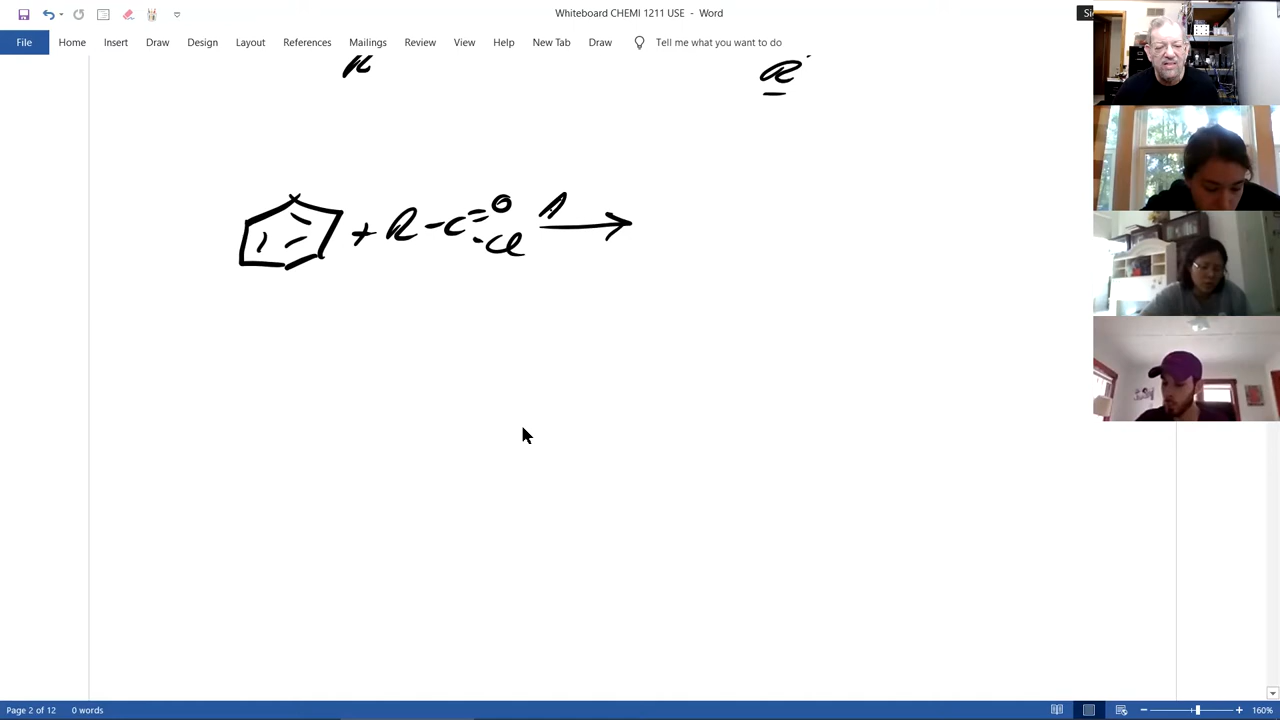 Whiteboard CHEMI 1211 USE - Word
File Home Insert Draw Design Layout References Mailings Review View Help New Tab Draw Tell me what you want to do
R
+ R - C = O
- Cl
Page 2 of 12 0 words 160%